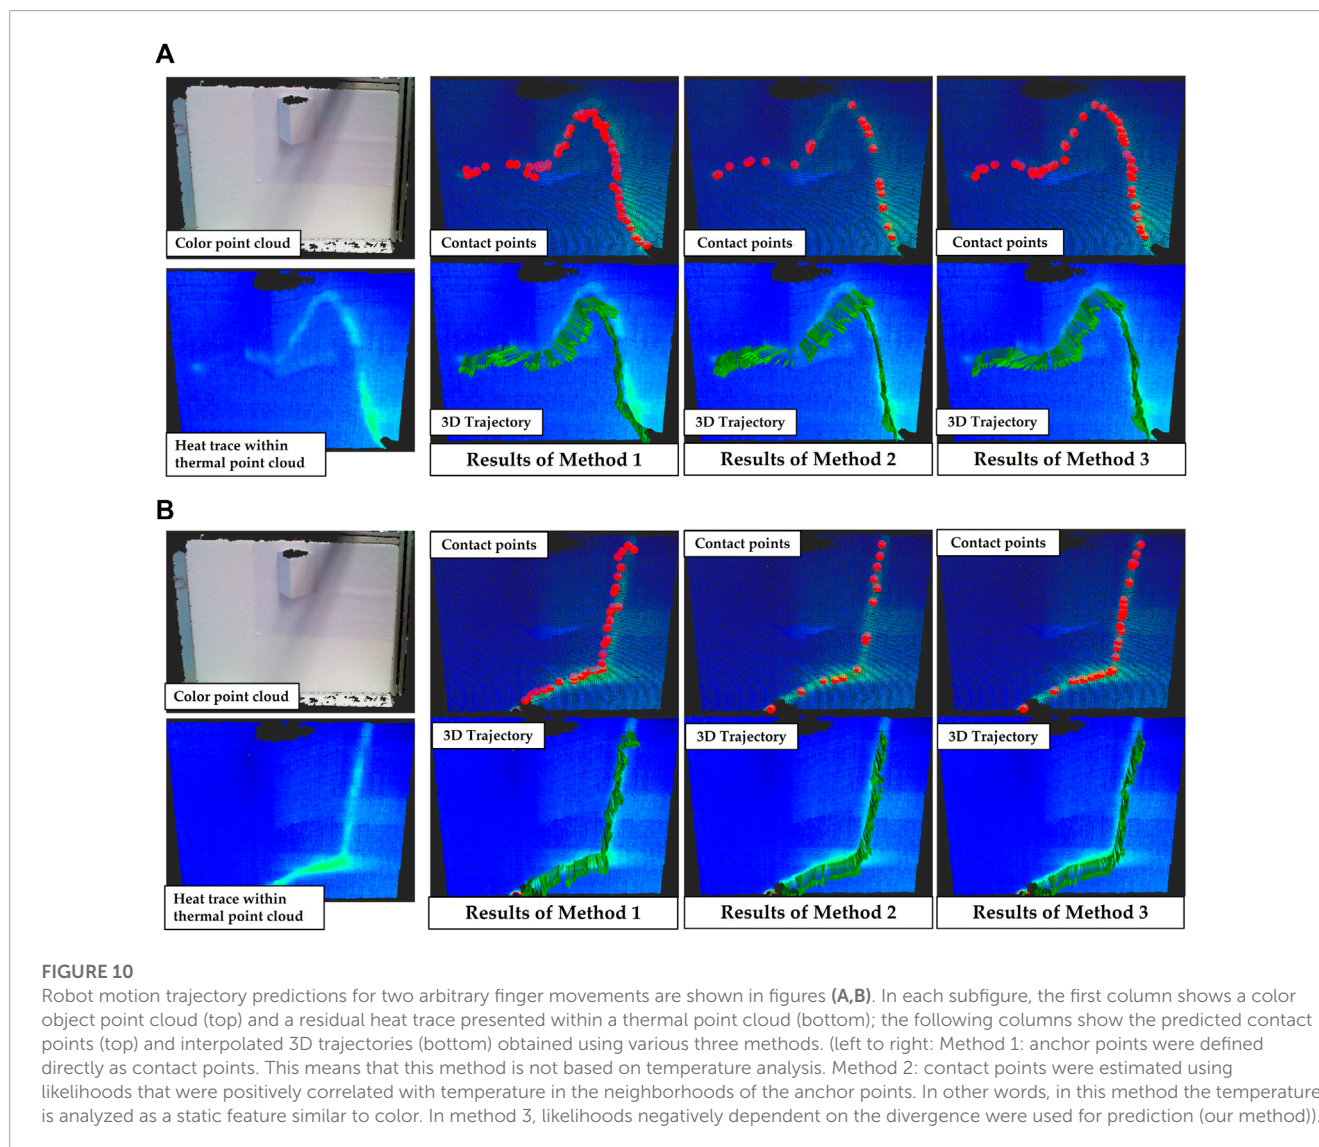 A
Color point cloud
Contact points
Contact points
Contact points
Heat trace within
thermal point cloud
3D Trajectory
3D Trajectory
3D Trajectory
Results of Method 1
Results of Method 2
Results of Method 3
B
Color point cloud
Contact points
Contact points
Contact points
Heat trace within
thermal point cloud
3D Trajectory
3D Trajectory
3D Trajectory
Results of Method 1
Results of Method 2
Results of Method 3
FIGURE 10
Robot motion trajectory predictions for two arbitrary finger movements are shown in figures (A,B). In each subfigure, the first column shows a color
object point cloud (top) and a residual heat trace presented within a thermal point cloud (bottom); the following columns show the predicted contact
points (top) and interpolated 3D trajectories (bottom) obtained using various three methods. (left to right: Method 1: anchor points were defined
directly as contact points. This means that this method is not based on temperature analysis. Method 2: contact points were estimated using
likelihoods that were positively correlated with temperature in the neighborhoods of the anchor points. In other words, in this method the temperature
is analyzed as a static feature similar to color. In method 3, likelihoods negatively dependent on the divergence were used for prediction (our method)).